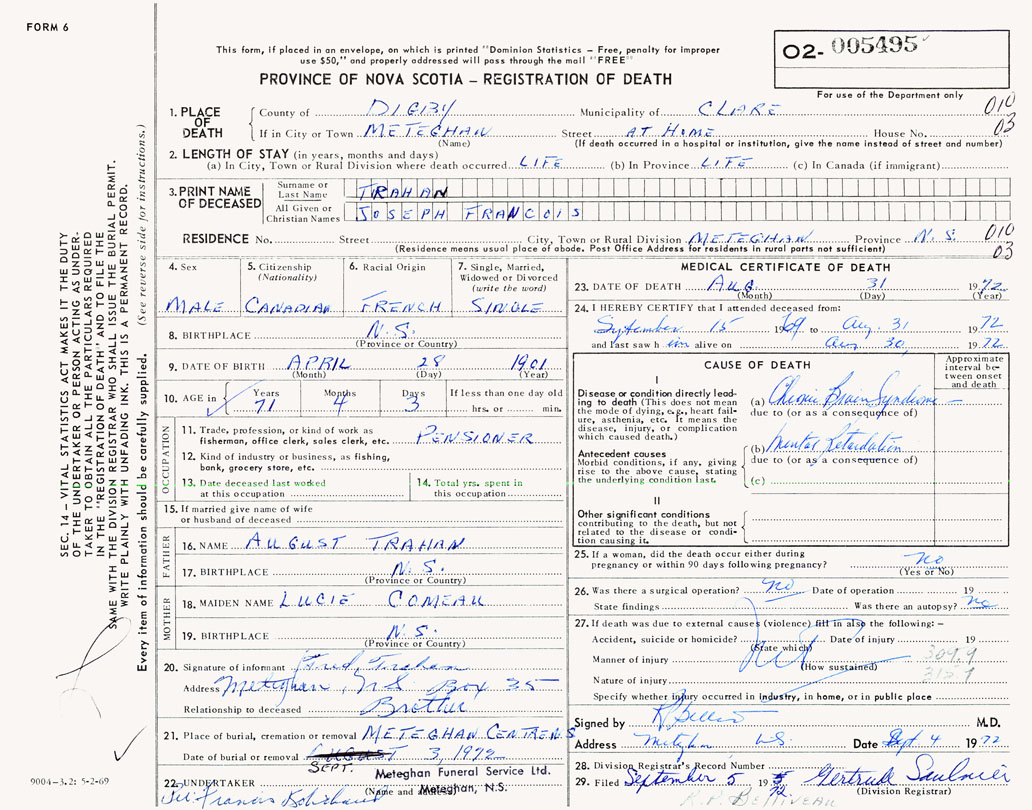 FORM 6
This form, if placed in an envelope, on which is printed "Dominion Statistics – Free, penalty for improper
use $50," and properly addressed will pass through the mail "FREE"
PROVINCE OF NOVA SCOTIA – REGISTRATION OF DEATH
02- 005495
For use of the Department only
1. PLACE OF DEATH County of DIGBY Municipality of CLARE 010
If in City or Town METEGHAN Street AT HOME House No. 03
(Name) (If death occurred in a hospital or institution, give the name instead of street and number)
2. LENGTH OF STAY (in years, months and days)
(a) In City, Town or Rural Division where death occurred LIFE (b) In Province LIFE (c) In Canada (if immigrant)
3. PRINT NAME OF DECEASED Surname or Last Name TRAHAN
All Given or Christian Names JOSEPH FRANCOIS
RESIDENCE No. Street City, Town or Rural Division METEGHAN Province N.S. 010
(Residence means usual place of abode. Post Office Address for residents in rural parts not sufficient) 03
4. Sex MALE
5. Citizenship (Nationality) CANADIAN
6. Racial Origin FRENCH
7. Single, Married, Widowed or Divorced (write the word) SINGLE
8. BIRTHPLACE N.S.
(Province or Country)
9. DATE OF BIRTH APRIL 28 1901
(Month) (Day) (Year)
10. AGE in Years 71 Months 4 Days 3 If less than one day old hrs. or min.
OCCUPATION
11. Trade, profession, or kind of work as
fisherman, office clerk, sales clerk, etc. PENSIONER
12. Kind of industry or business, as fishing,
bank, grocery store, etc.
13. Date deceased last worked
at this occupation
14. Total yrs. spent in
this occupation
15. If married give name of wife
or husband of deceased
FATHER
16. NAME AUGUST TRAHAN
17. BIRTHPLACE N.S.
(Province or Country)
MOTHER
18. MAIDEN NAME LUCIE COMEAU
19. BIRTHPLACE N.S.
(Province or Country)
20. Signature of informant Fred Trahan
Address Meteghan, N.S. Box 35
Relationship to deceased Brother
21. Place of burial, cremation or removal METEGHAN CENTRE N.S
Date of burial or removal SEPT. 3, 1972
22. UNDERTAKER Meteghan Funeral Service Ltd.
(Name and address) Meteghan, N.S.
Francis Robichaud
MEDICAL CERTIFICATE OF DEATH
23. DATE OF DEATH AUG. 31 1972
(Month) (Day) (Year)
24. I HEREBY CERTIFY that I attended deceased from:
September 15 1969 to Aug. 31 1972
and last saw him alive on Aug 30, 1972
CAUSE OF DEATH
Approximate interval between onset and death
I
Disease or condition directly leading to death (This does not mean the mode of dying, e.g., heart failure, asthenia, etc. It means the disease, injury, or complication which caused death.)
(a) Chronic Brain Syndrome –
due to (or as a consequence of)
Antecedent causes
Morbid conditions, if any, giving rise to the above cause, stating the underlying condition last.
(b) Mental Retardation
due to (or as a consequence of)
(c)
II
Other significant conditions
contributing to the death, but not related to the disease or condition causing it.
25. If a woman, did the death occur either during
pregnancy or within 90 days following pregnancy? no
(Yes or No)
26. Was there a surgical operation? no Date of operation 19
State findings Was there an autopsy? no
27. If death was due to external causes (violence) fill in also the following: –
Accident, suicide or homicide? Date of injury 19
(State which)
Manner of injury 309.9
(How sustained)
Nature of injury 315.9
Specify whether injury occurred in industry, in home, or in public place
Signed by M.D.
Address Meteghan N.S. Date Sept 4 1972
28. Division Registrar's Record Number
29. Filed September 5 1972 Gertrude Saulnier
(Division Registrar)
R.P. BELLIVEAU
SEC. 14 – VITAL STATISTICS ACT MAKES IT THE DUTY
OF THE UNDERTAKER OR PERSON ACTING AS UNDER-
TAKER TO OBTAIN ALL THE PARTICULARS REQUIRED
IN THE "REGISTRATION OF DEATH" AND TO FILE THE
SAME WITH THE DIVISION REGISTRAR WHO SHALL ISSUE THE BURIAL PERMIT.
WRITE PLAINLY WITH UNFADING INK. THIS IS A PERMANENT RECORD.
Every item of information should be carefully supplied. (See reverse side for instructions.)
9004–3.2: 5-2-69